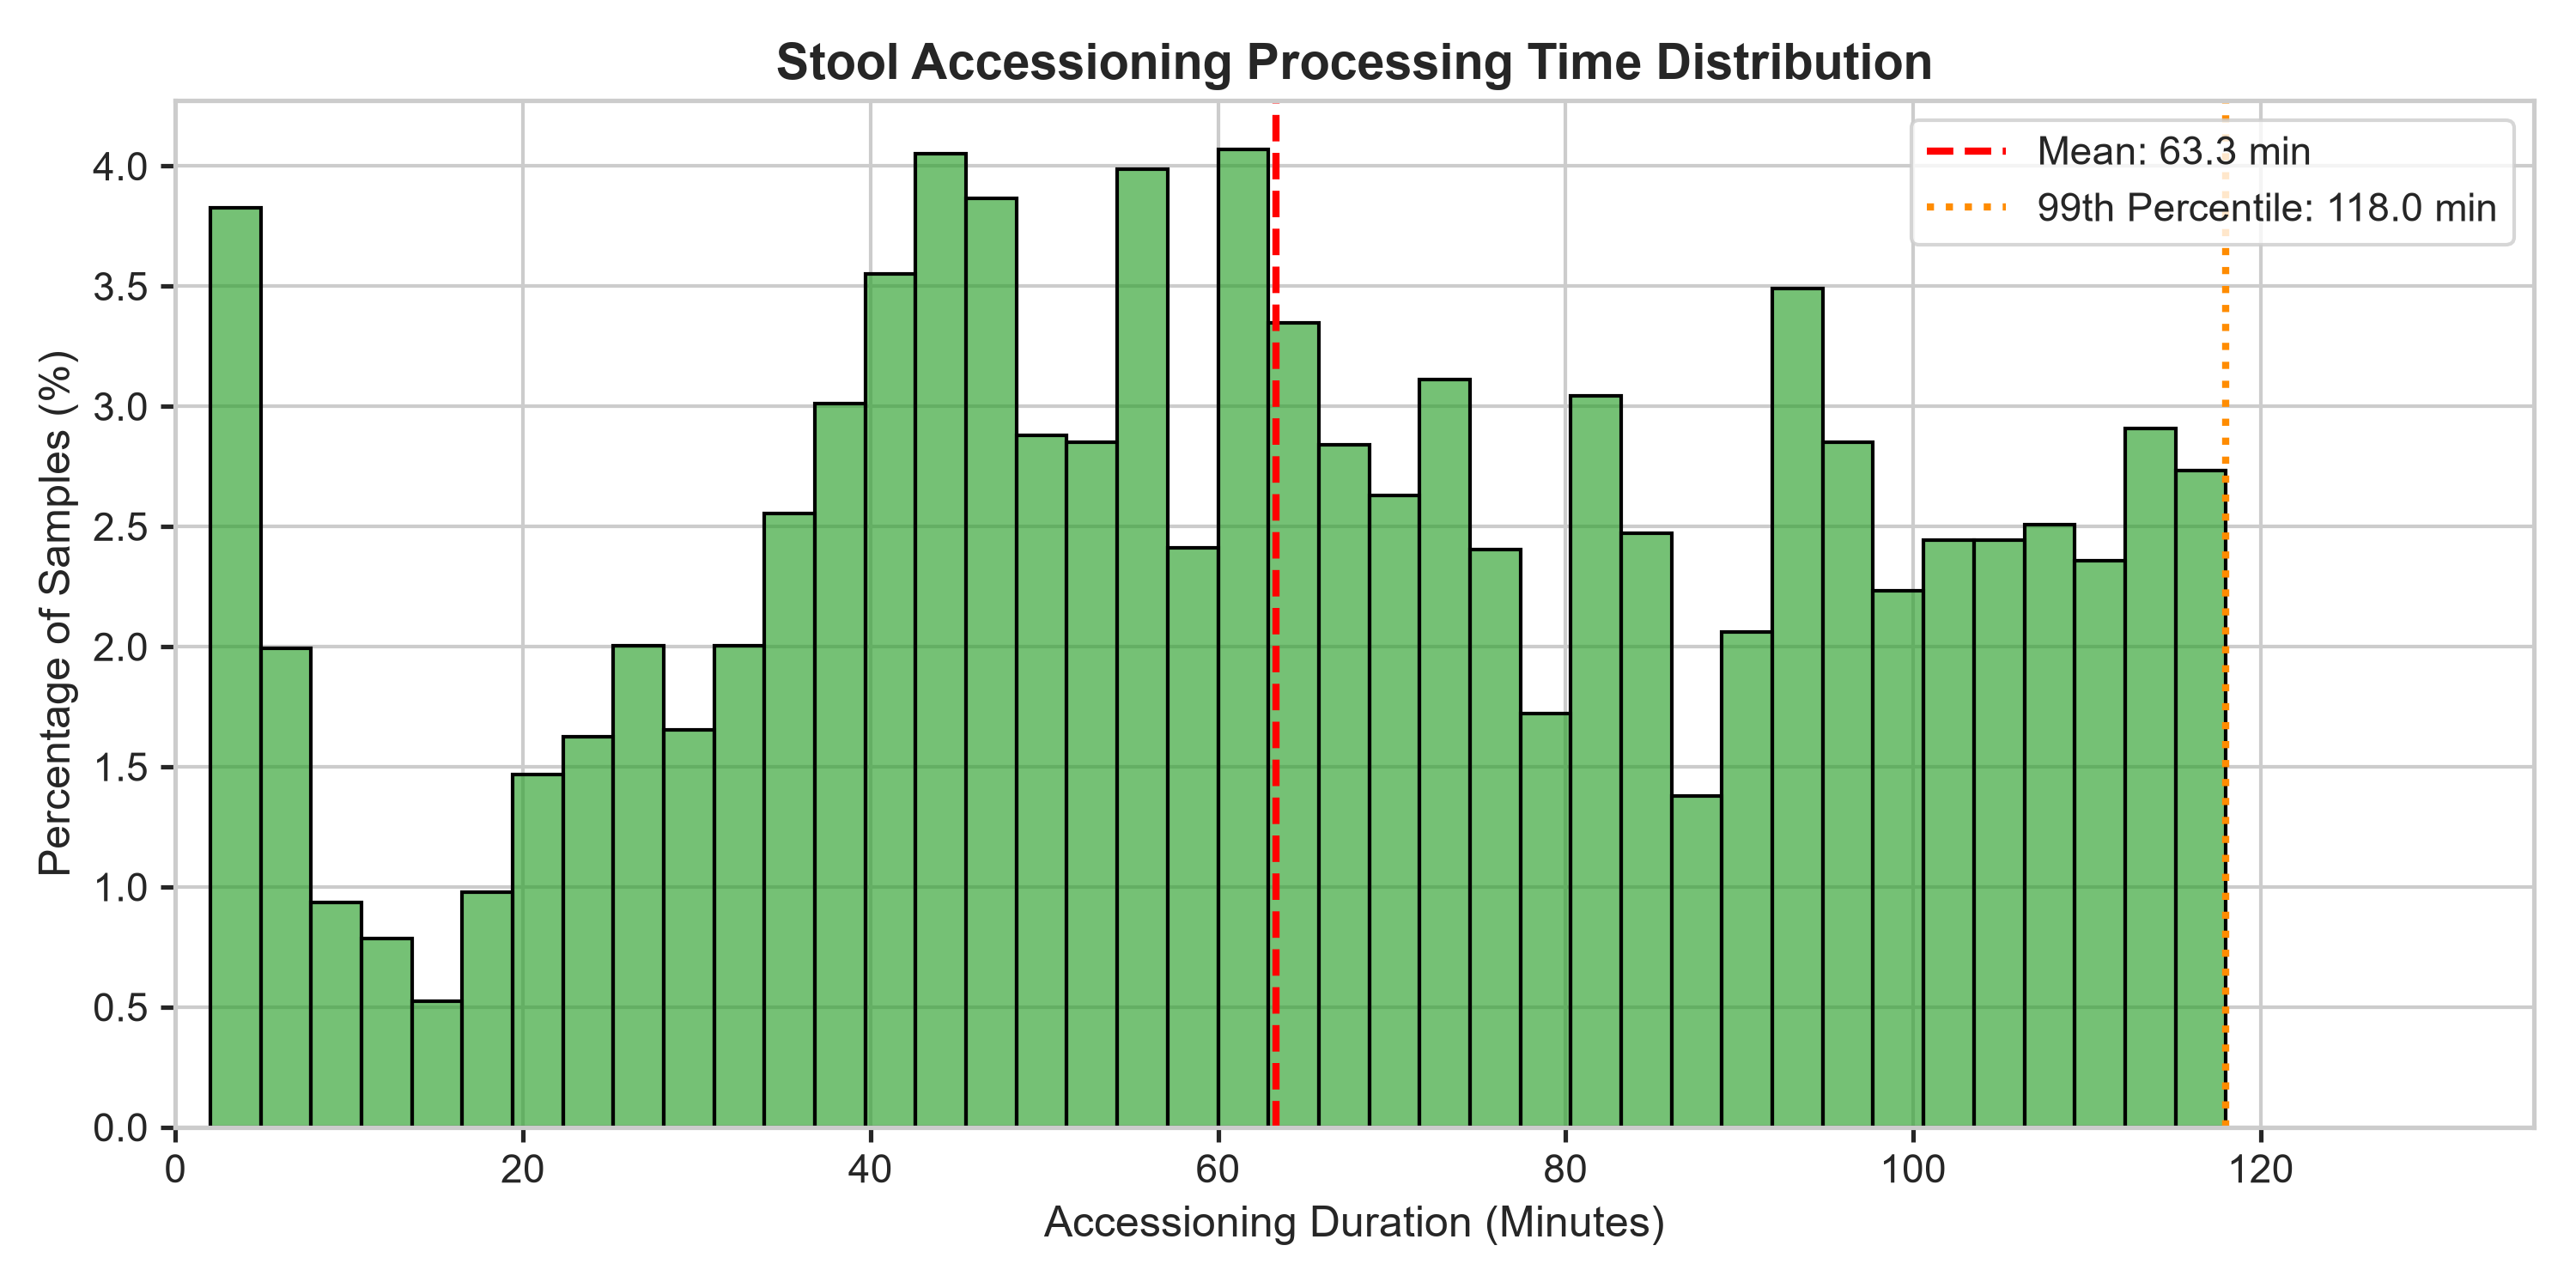 Stool Accessioning Processing Time Distribution
Mean: 63.3 min
99th Percentile: 118.0 min
Percentage of Samples (%)
4.0
3.5
3.0
2.5
2.0
1.5
1.0
0.5
0.0
0 20 40 60 80 100 120
Accessioning Duration (Minutes)